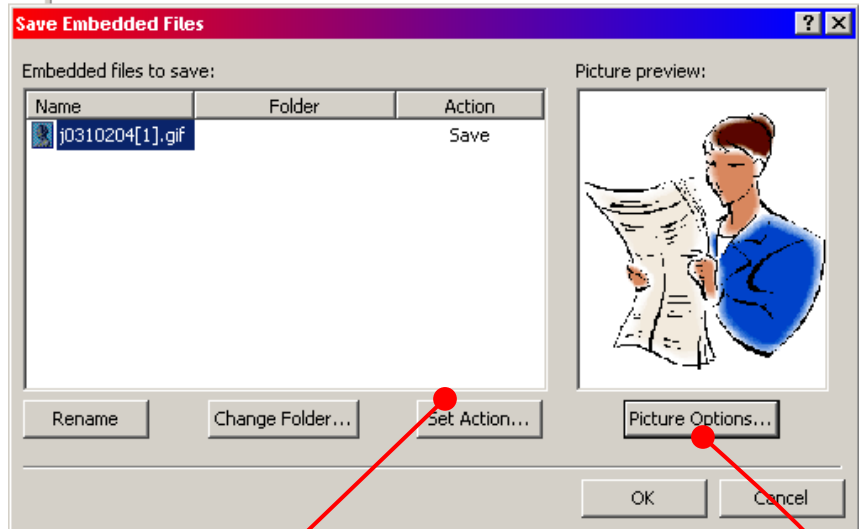 Save Embedded Files
Embedded files to save:
Picture preview:
Name Folder Action
j0310204[1].gif Save
Rename Change Folder... Set Action... Picture Options...
OK Cancel